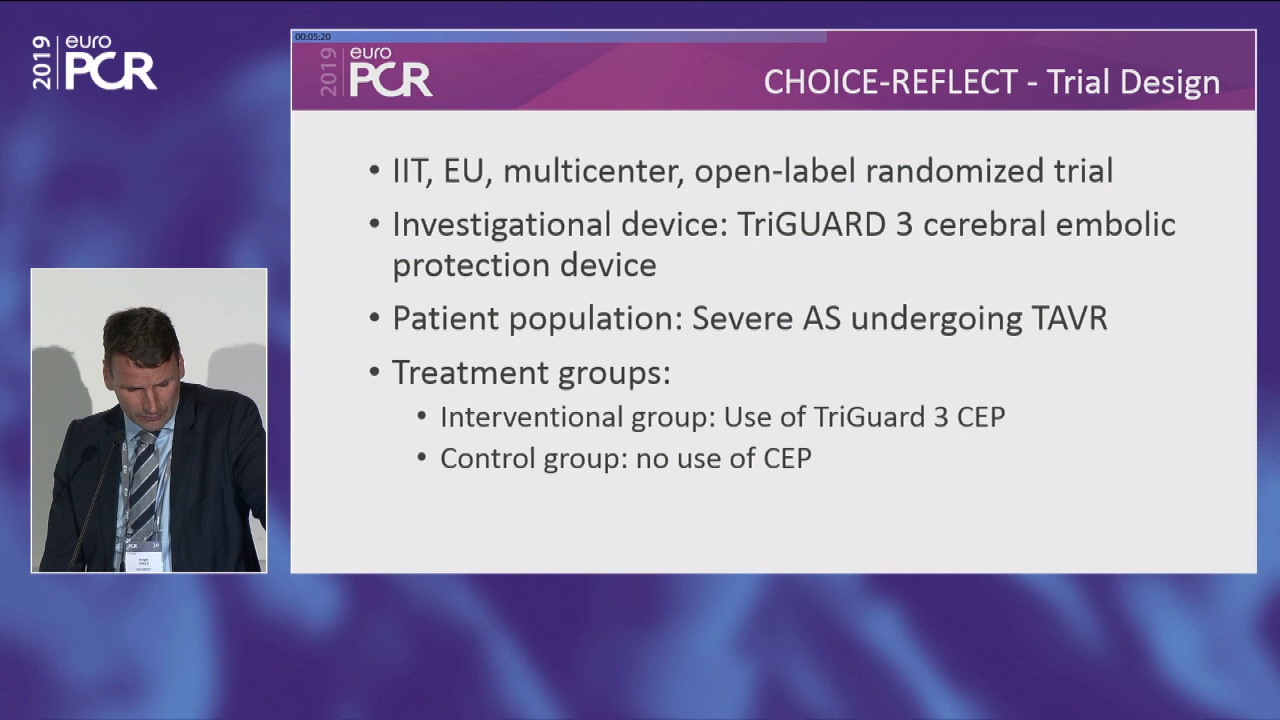 2019
euro
PCR
00:05:20
2019
euro
PCR
CHOICE-REFLECT - Trial Design
• IIT, EU, multicenter, open-label randomized trial
• Investigational device: TriGUARD 3 cerebral embolic
protection device
• Patient population: Severe AS undergoing TAVR
• Treatment groups:
• Interventional group: Use of TriGuard 3 CEP
• Control group: no use of CEP
PCR